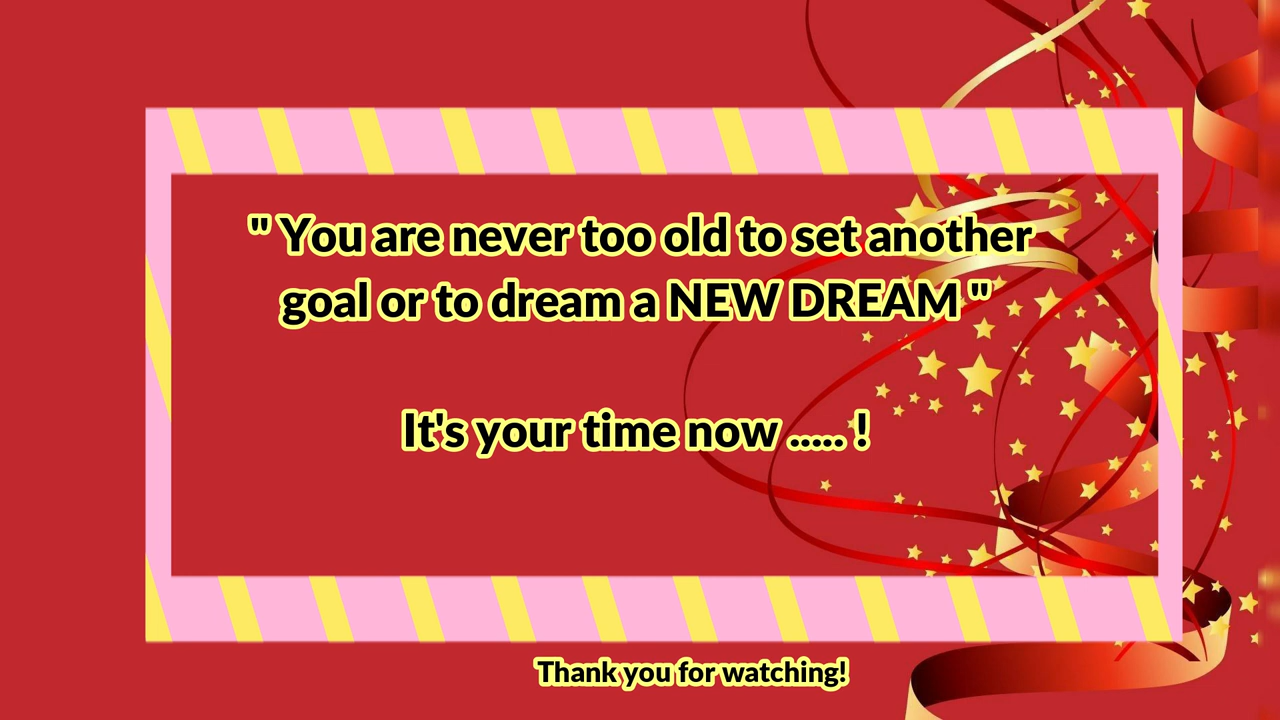 " You are never too old to set another
goal or to dream a NEW DREAM "
It's your time now ..... !
Thank you for watching!